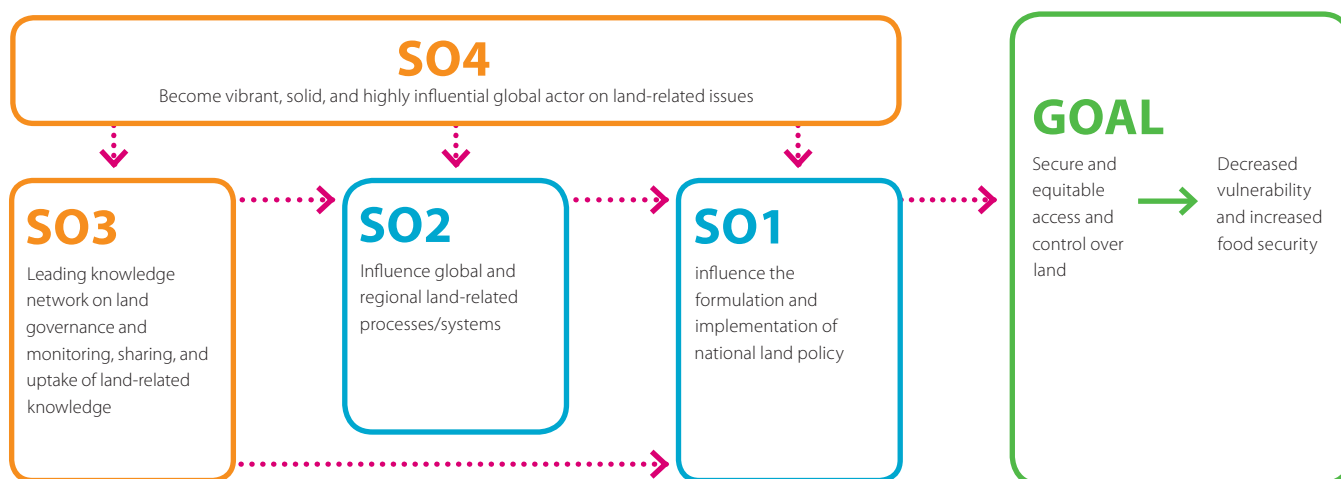 SO4
Become vibrant, solid, and highly influential global actor on land-related issues
SO3
Leading knowledge
network on land
governance and
monitoring, sharing, and
uptake of land-related
knowledge
SO2
Influence global and
regional land-related
processes/systems
SO1
influence the
formulation and
implementation of
national land policy
GOAL
Secure and
equitable
access and
control over
land
Decreased
vulnerability
and increased
food security